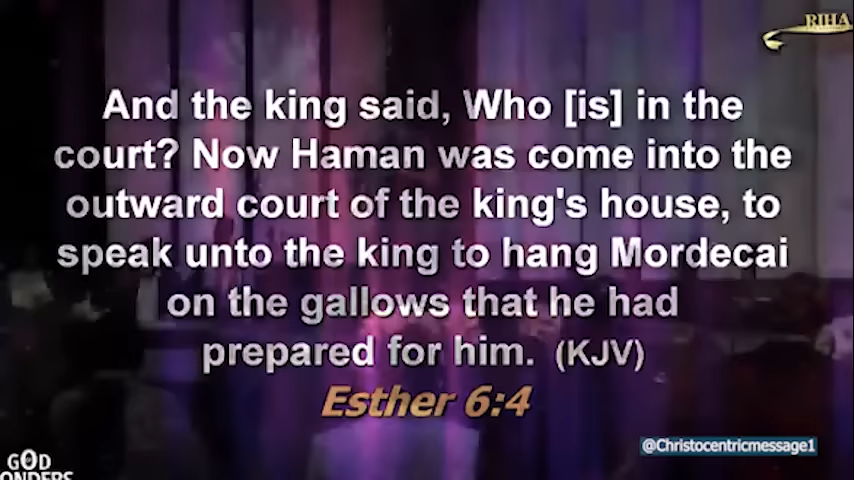 RIHA
And the king said, Who [is] in the
court? Now Haman was come into the
outward court of the king's house, to
speak unto the king to hang Mordecai
on the gallows that he had
prepared for him. (KJV)
Esther 6:4
@Christocentricmessage1
GOD
ONDERS